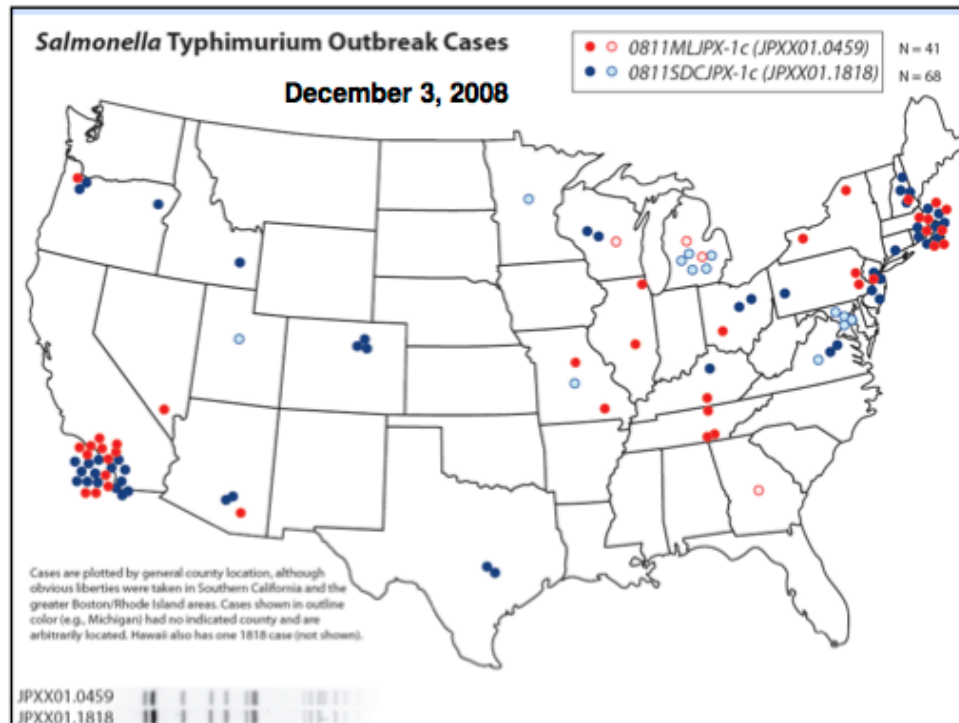 Salmonella Typhimurium Outbreak Cases
December 3, 2008
0811MLJPX-1c (JPXX01.0459) N = 41
0811SDCJPX-1c (JPXX01.1818) N = 68
Cases are plotted by general county location, although
obvious liberties were taken in Southern California and the
greater Boston/Rhode Island areas. Cases shown in outline
color (e.g., Michigan) had no indicated county and are
arbitrarily located. Hawaii also has one 1818 case (not shown).
JPXX01.0459
JPXX01.1818